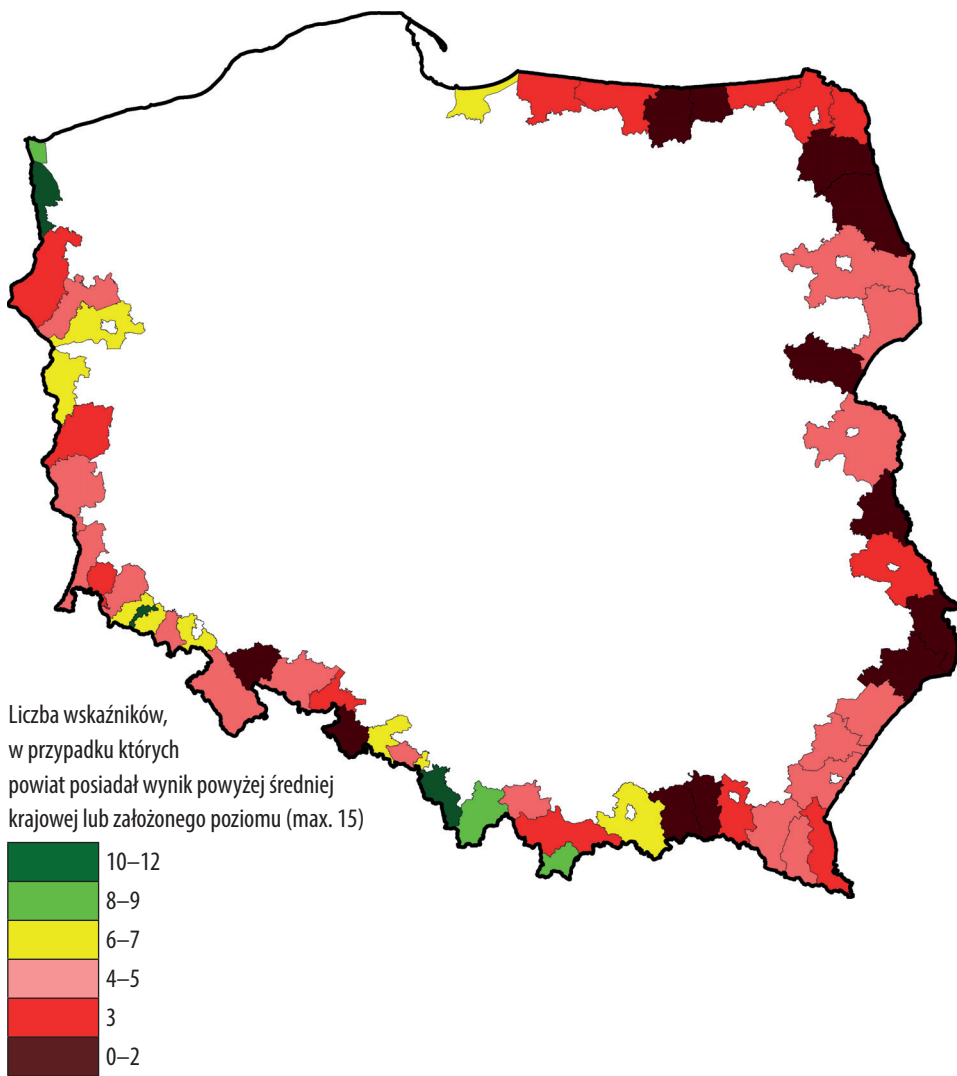 Liczba wskaźników,
w przypadku których
powiat posiadał wynik powyżej średniej
krajowej lub założonego poziomu (max. 15)
10–12
8–9
6–7
4–5
3
0–2